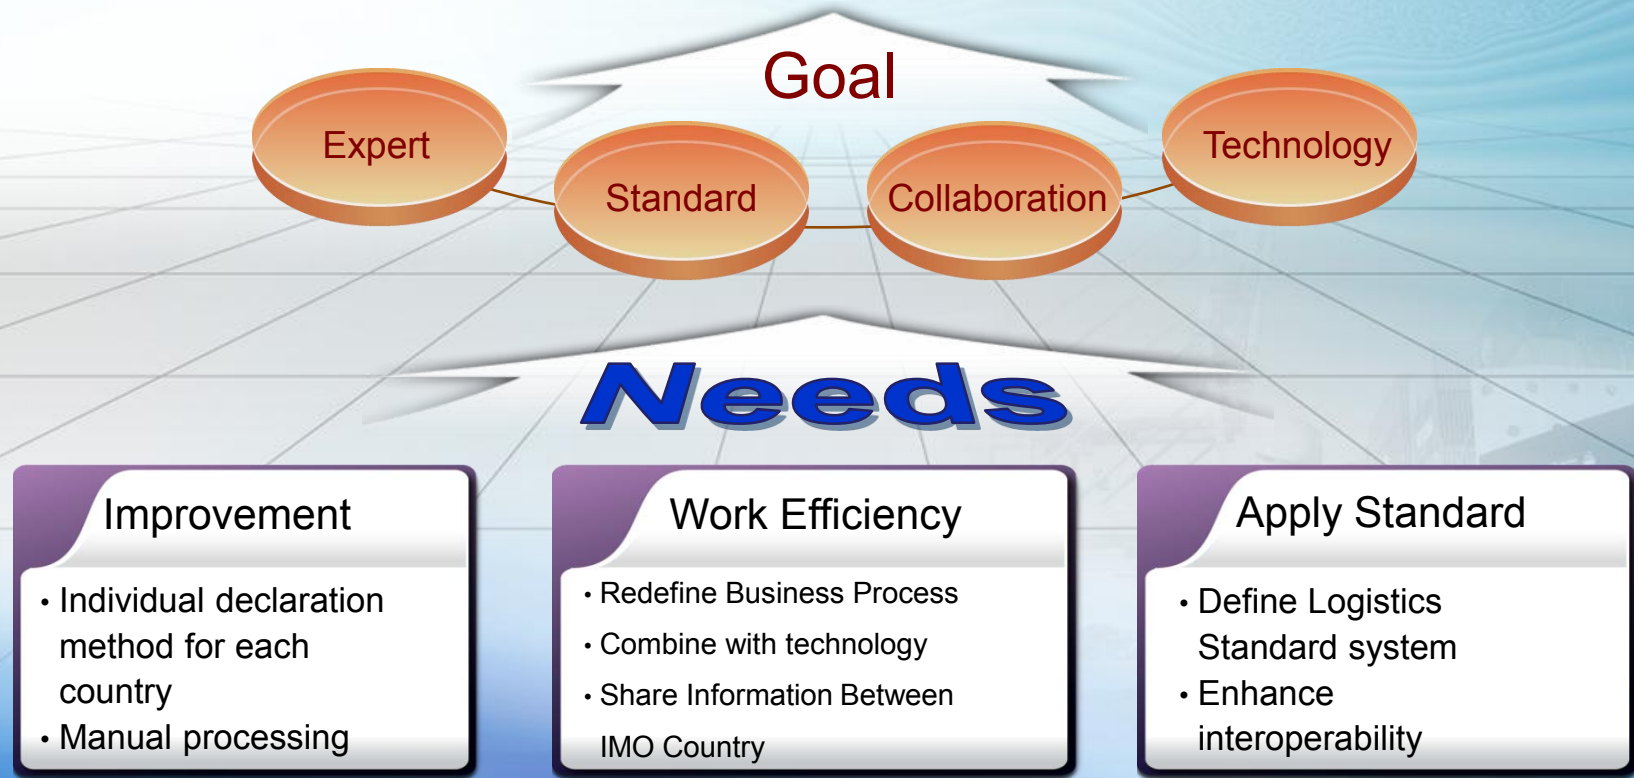 Goal
Expert
Standard
Collaboration
Technology
Needs
Improvement
• Individual declaration
method for each
country
• Manual processing
Work Efficiency
• Redefine Business Process
• Combine with technology
• Share Information Between
IMO Country
Apply Standard
• Define Logistics
Standard system
• Enhance
interoperability